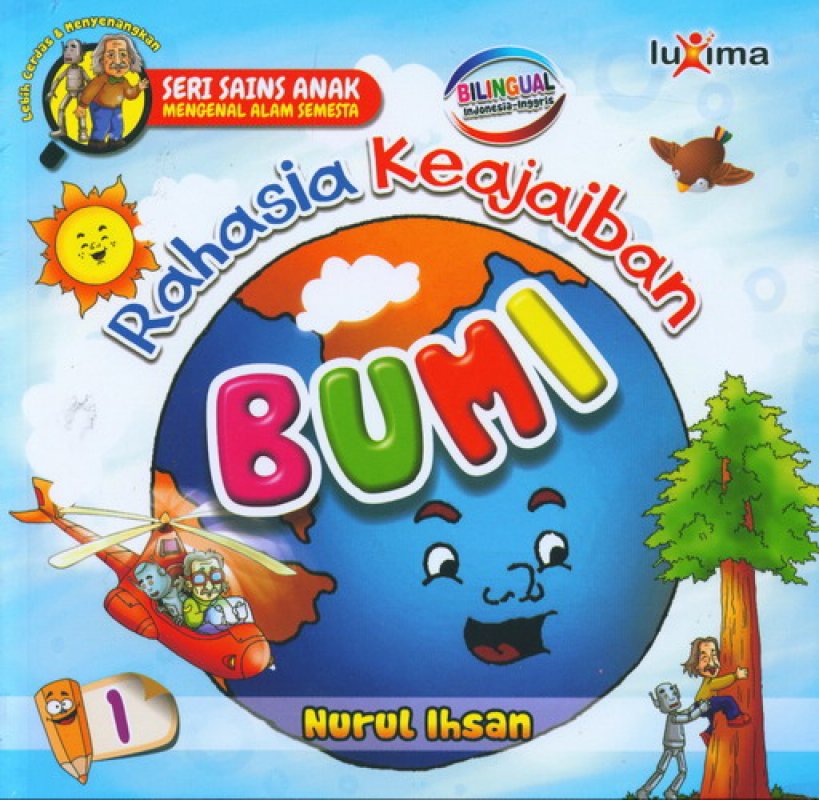 Lebih Cerdas & Menyenangkan
SERI SAINS ANAK
MENGENAL ALAM SEMESTA
BILINGUAL
Indonesia-Inggris
luxima
Rahasia Keajaiban
BUMI
1
Nurul Ihsan